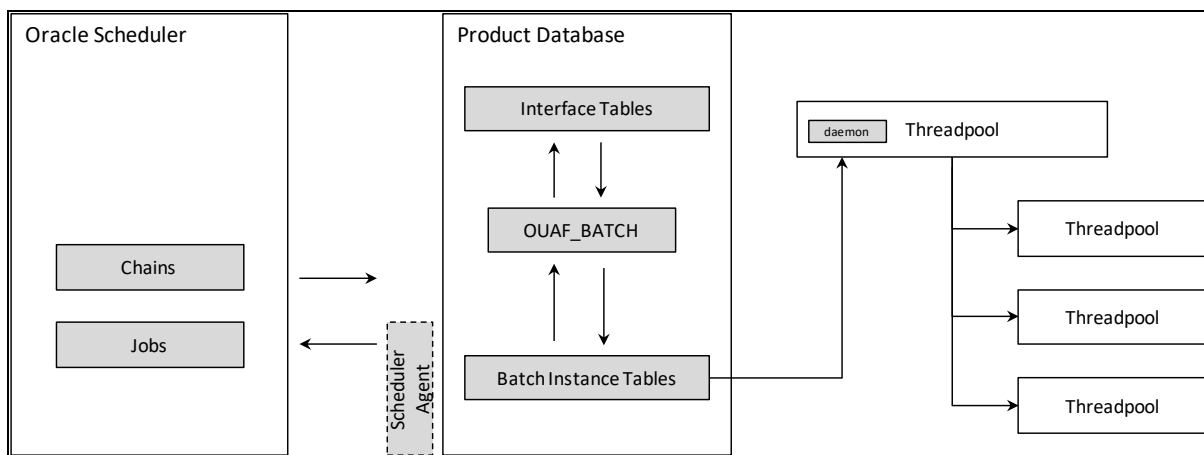 Oracle Scheduler
Chains
Jobs
Scheduler
Agent
Product Database
Interface Tables
OUAF_BATCH
Batch Instance Tables
daemon
Threadpool
Threadpool
Threadpool
Threadpool